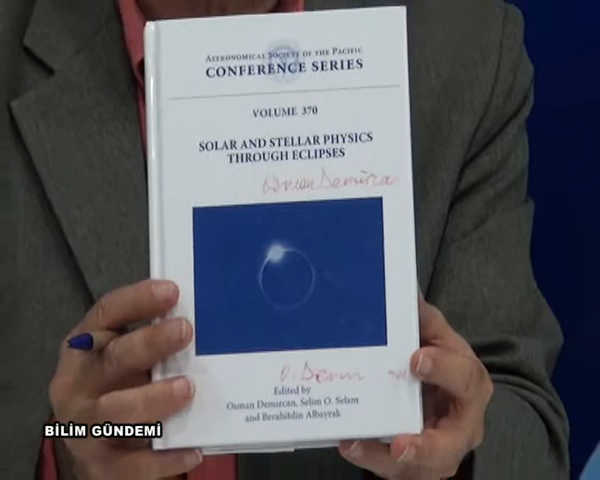 ASTRONOMICAL SOCIETY OF THE PACIFIC
CONFERENCE SERIES
VOLUME 370
SOLAR AND STELLAR PHYSICS
THROUGH ECLIPSES
Osman Demircan
O. Demir
Edited by
Osman Demircan, Selim O. Selam
and Berahitdin Albayrak
BİLİM GÜNDEMİ